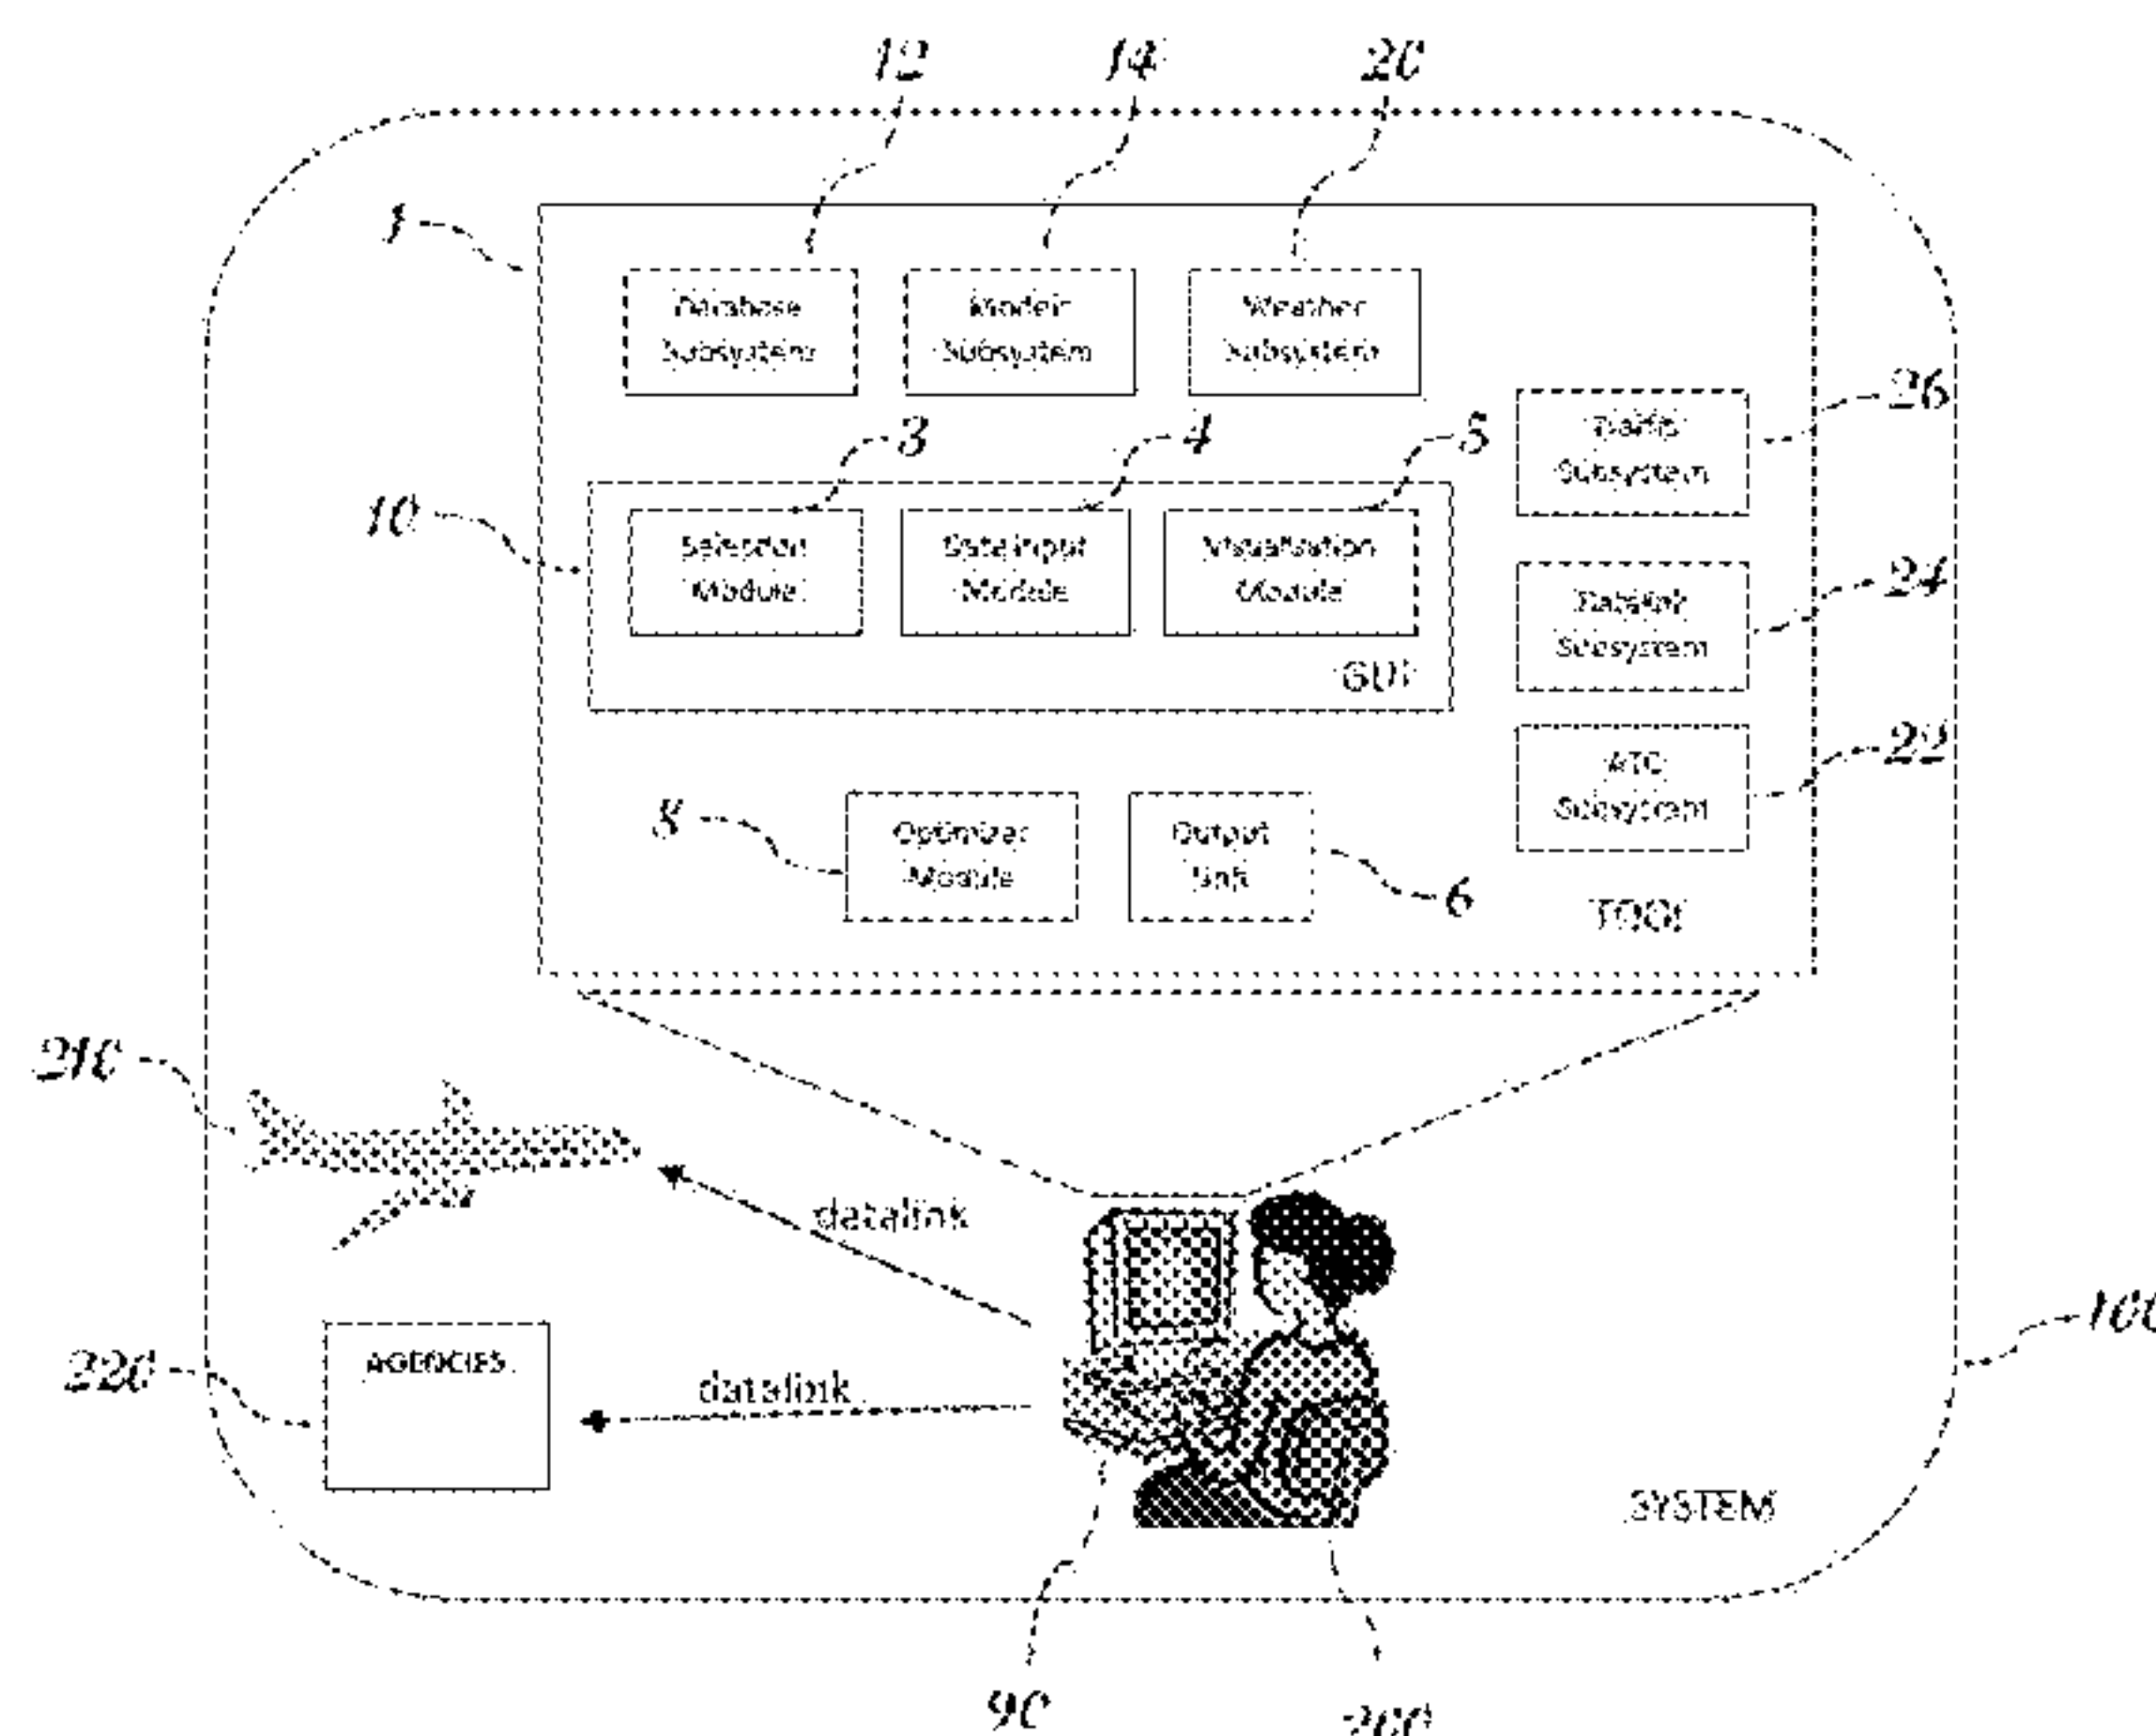 12 14 20
1
Database Subsystem
Models Subsystem
Weather Subsystem
26
Traffic Subsystem
3 4 5
10
Selection Module
Data Input Module
Visualization Module
GUI
24
Datalink Subsystem
22
ATC Subsystem
8
Optimizer Module
Output Unit
6
TOOL
210
datalink
220
AGENCIES
datalink
100
SYSTEM
90
200